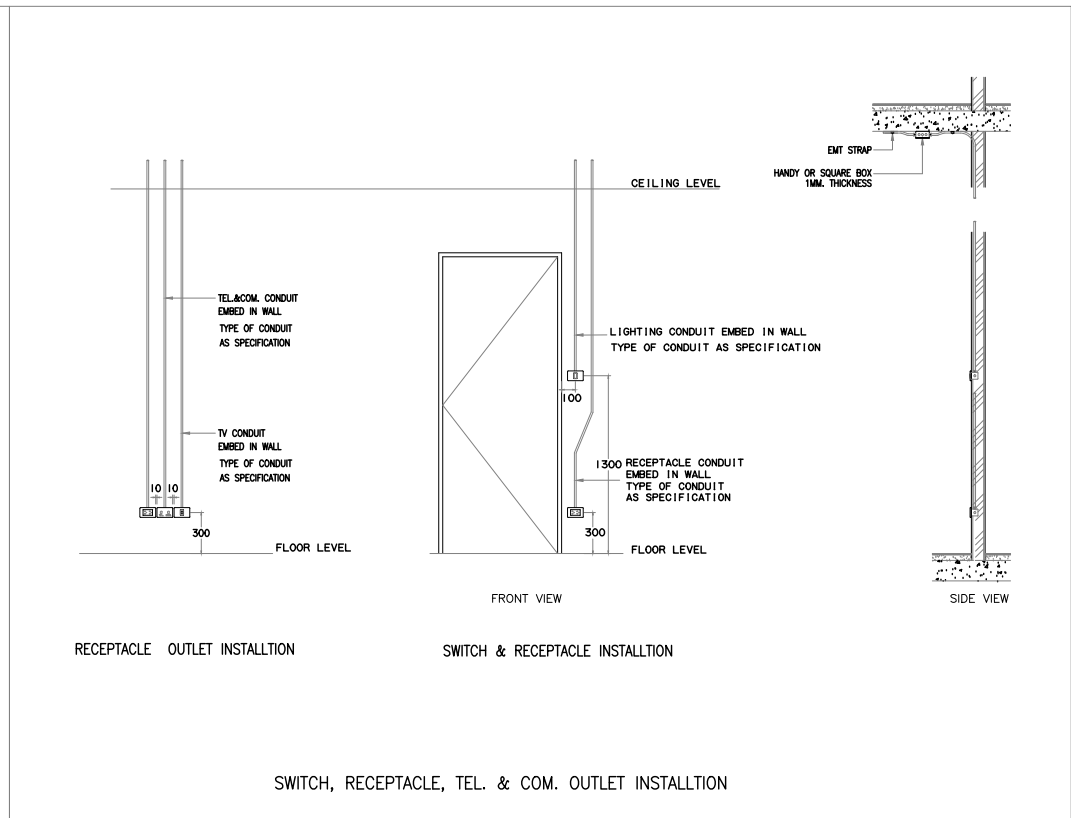 EMT STRAP
HANDY OR SQUARE BOX
1MM. THICKNESS
CEILING LEVEL
TEL.&COM. CONDUIT
EMBED IN WALL
TYPE OF CONDUIT
AS SPECIFICATION
LIGHTING CONDUIT EMBED IN WALL
TYPE OF CONDUIT AS SPECIFICATION
100
TV CONDUIT
EMBED IN WALL
TYPE OF CONDUIT
AS SPECIFICATION
10 10
300
FLOOR LEVEL
1300
RECEPTACLE CONDUIT
EMBED IN WALL
TYPE OF CONDUIT
AS SPECIFICATION
300
FLOOR LEVEL
FRONT VIEW
SIDE VIEW
RECEPTACLE OUTLET INSTALLTION
SWITCH & RECEPTACLE INSTALLTION
SWITCH, RECEPTACLE, TEL. & COM. OUTLET INSTALLTION